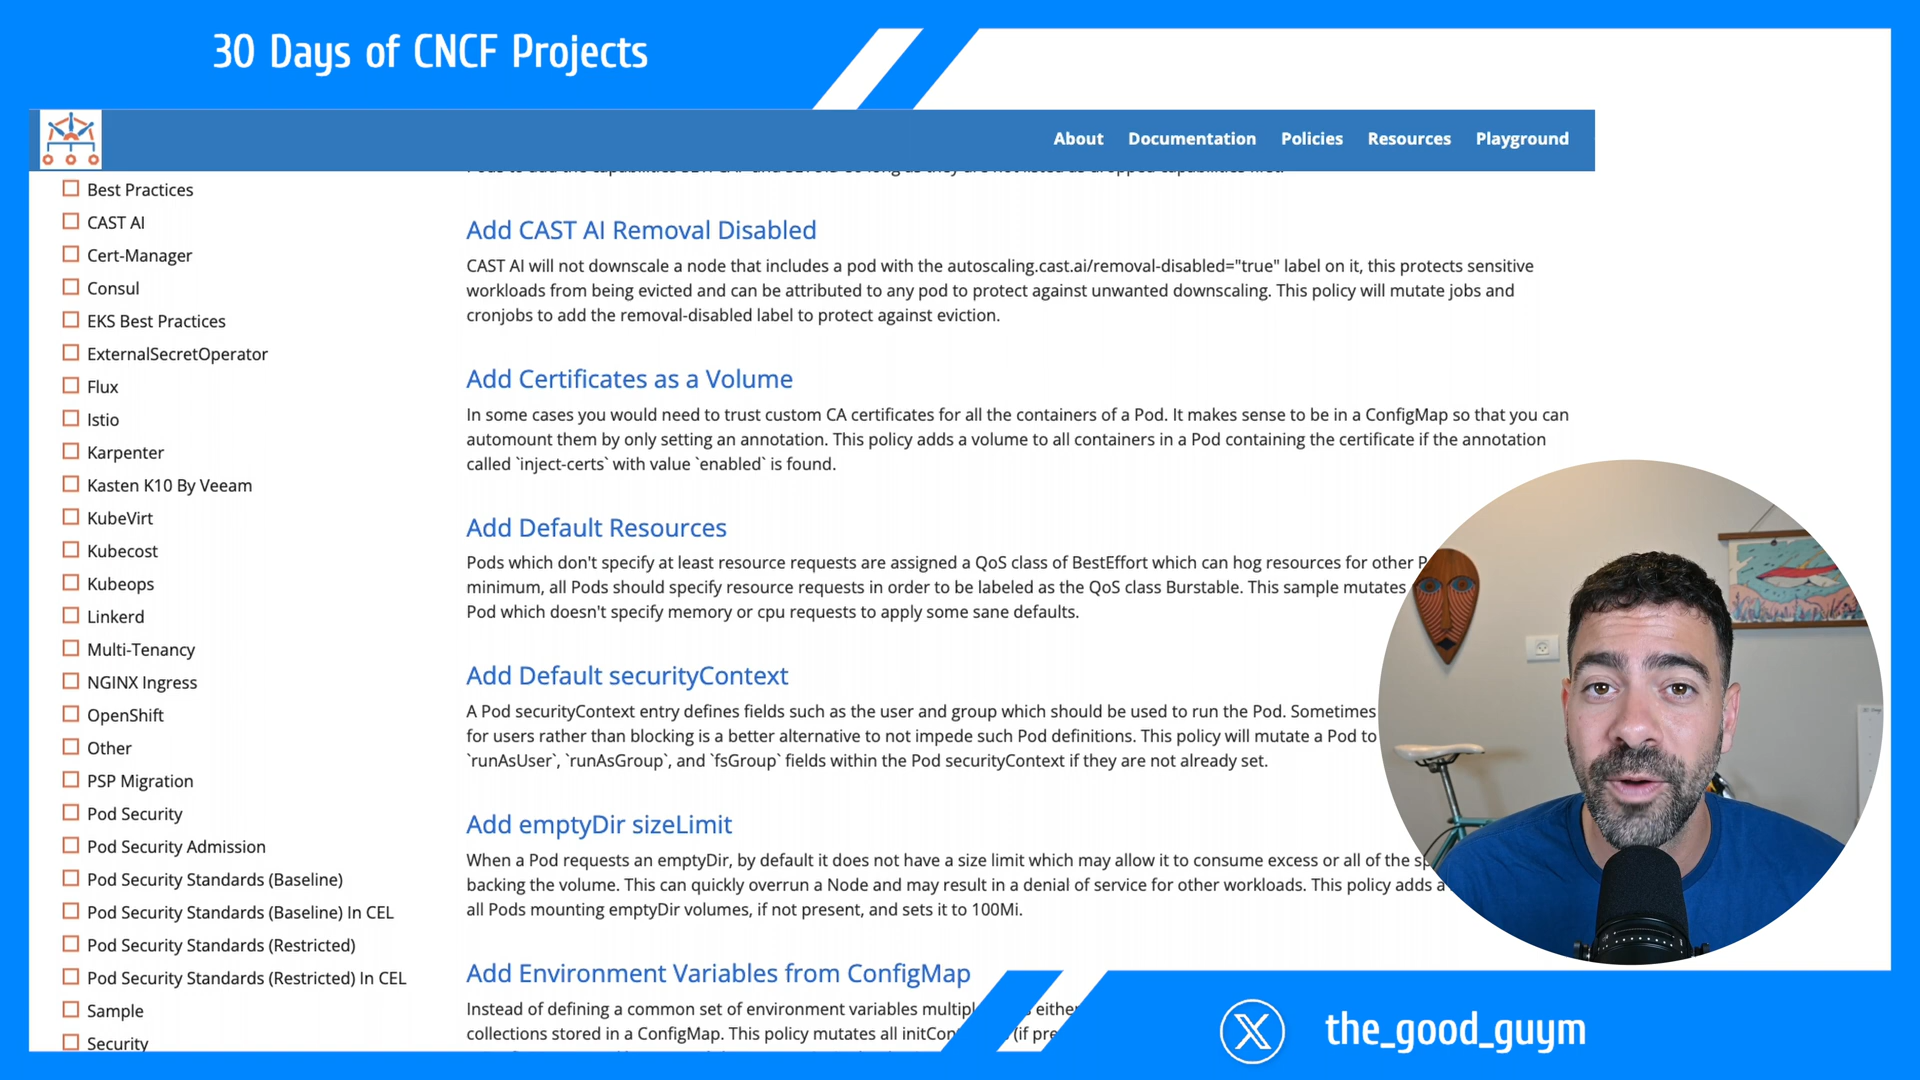 30 Days of CNCF Projects
About Documentation Policies Resources Playground
Best Practices
CAST AI
Cert-Manager
Consul
EKS Best Practices
ExternalSecretOperator
Flux
Istio
Karpenter
Kasten K10 By Veeam
KubeVirt
Kubecost
Kubeops
Linkerd
Multi-Tenancy
NGINX Ingress
OpenShift
Other
PSP Migration
Pod Security
Pod Security Admission
Pod Security Standards (Baseline)
Pod Security Standards (Baseline) In CEL
Pod Security Standards (Restricted)
Pod Security Standards (Restricted) In CEL
Sample
Security
Add CAST AI Removal Disabled
CAST AI will not downscale a node that includes a pod with the autoscaling.cast.ai/removal-disabled="true" label on it, this protects sensitive
workloads from being evicted and can be attributed to any pod to protect against unwanted downscaling. This policy will mutate jobs and
cronjobs to add the removal-disabled label to protect against eviction.
Add Certificates as a Volume
In some cases you would need to trust custom CA certificates for all the containers of a Pod. It makes sense to be in a ConfigMap so that you can
automount them by only setting an annotation. This policy adds a volume to all containers in a Pod containing the certificate if the annotation
called `inject-certs` with value `enabled` is found.
Add Default Resources
Pods which don't specify at least resource requests are assigned a QoS class of BestEffort which can hog resources for other P
minimum, all Pods should specify resource requests in order to be labeled as the QoS class Burstable. This sample mutates
Pod which doesn't specify memory or cpu requests to apply some sane defaults.
Add Default securityContext
A Pod securityContext entry defines fields such as the user and group which should be used to run the Pod. Sometimes
for users rather than blocking is a better alternative to not impede such Pod definitions. This policy will mutate a Pod to
`runAsUser`, `runAsGroup`, and `fsGroup` fields within the Pod securityContext if they are not already set.
Add emptyDir sizeLimit
When a Pod requests an emptyDir, by default it does not have a size limit which may allow it to consume excess or all of the sp
backing the volume. This can quickly overrun a Node and may result in a denial of service for other workloads. This policy adds a
all Pods mounting emptyDir volumes, if not present, and sets it to 100Mi.
Add Environment Variables from ConfigMap
Instead of defining a common set of environment variables multipl eithe
collections stored in a ConfigMap. This policy mutates all initCon (if pre
the_good_guym